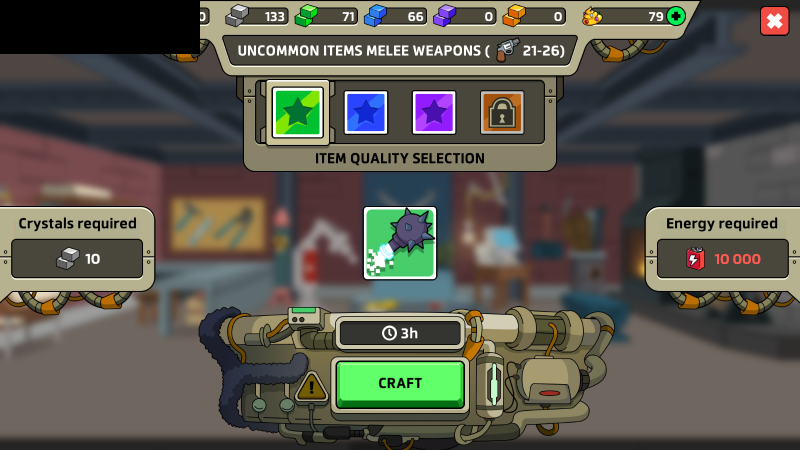 0 133 71 66 0 0 79
UNCOMMON ITEMS MELEE WEAPONS ( 21-26)
ITEM QUALITY SELECTION
Crystals required
10
Energy required
10 000
3h
CRAFT